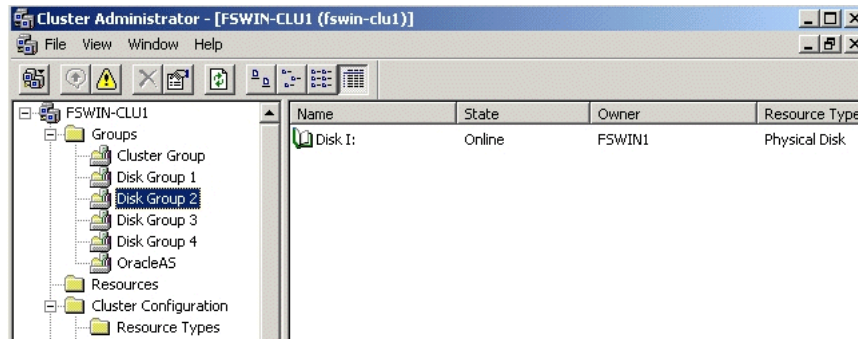 Cluster Administrator - [FSWIN-CLU1 (fswin-clu1)]
File View Window Help
FSWIN-CLU1
Groups
Cluster Group
Disk Group 1
Disk Group 2
Disk Group 3
Disk Group 4
OracleAS
Resources
Cluster Configuration
Resource Types
Name State Owner Resource Type
Disk I: Online FSWIN1 Physical Disk